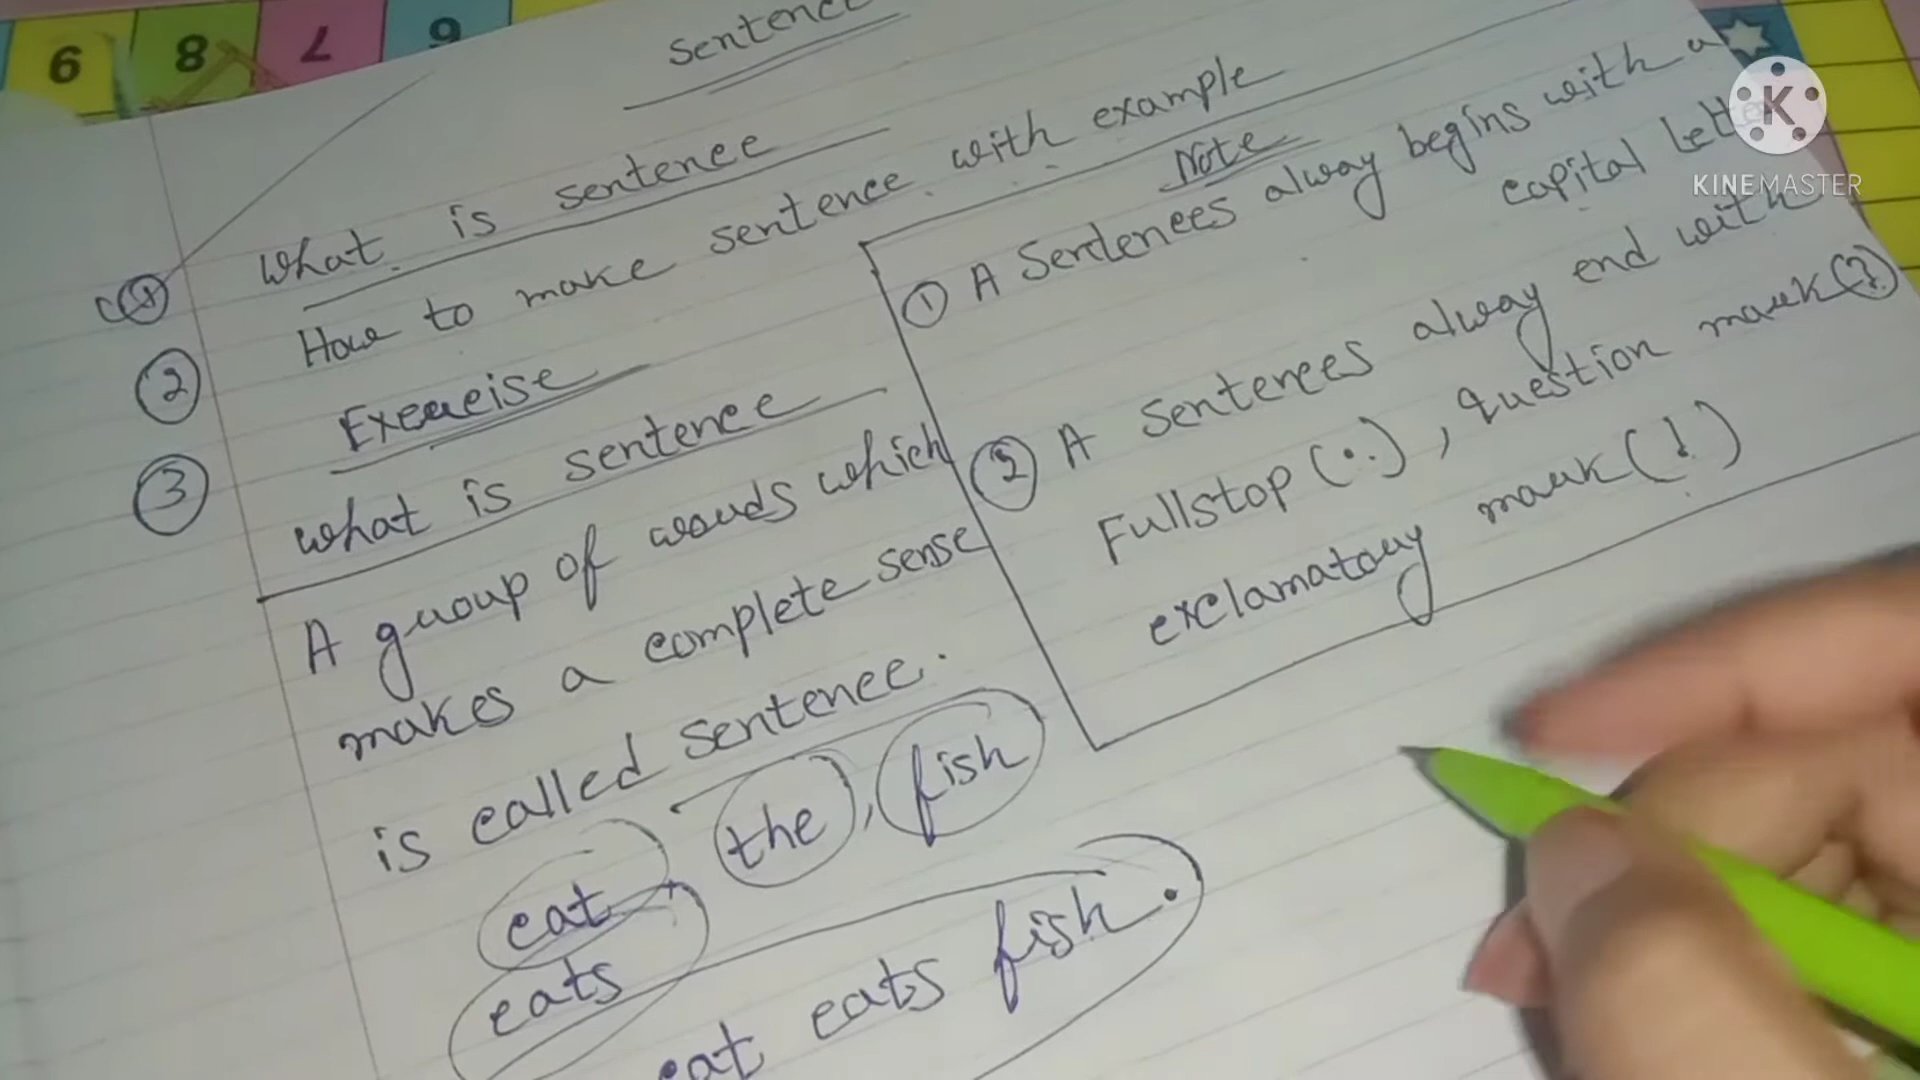 9 8 7 6
Sentence
① What is sentence
② How to make sentence with example
③ Exercise
What is sentence
A group of words which
makes a complete sense
is called sentence.
cat, the, fish
eats
cat eats fish.
Note
① A Sentences alway begins with a
capital letter
② A Sentences alway end with
Fullstop (.), question mark (?)
exclamatory mark (!)
K
KINEMASTER